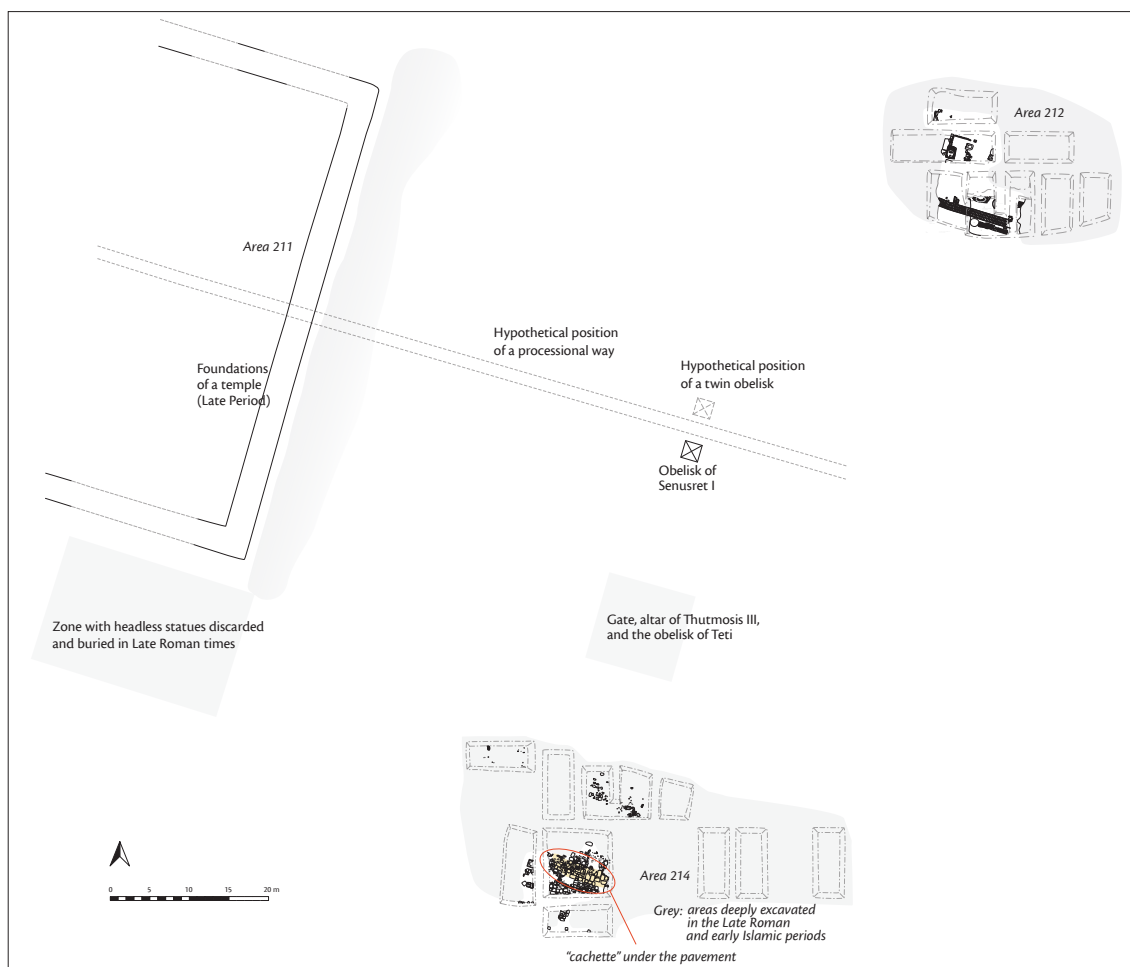 Area 212
Area 211
Hypothetical position
of a processional way
Hypothetical position
of a twin obelisk
Foundations
of a temple
(Late Period)
Obelisk of
Senusret I
Zone with headless statues discarded
and buried in Late Roman times
Gate, altar of Thutmosis III,
and the obelisk of Teti
Area 214
Grey: areas deeply excavated
in the Late Roman
and early Islamic periods
"cachette" under the pavement
0 5 10 15 20 m